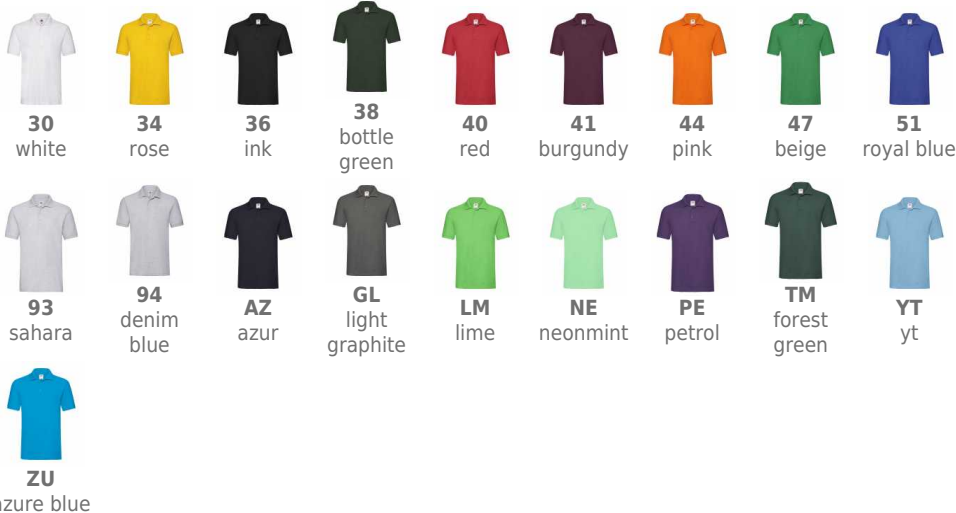 30
white
34
rose
36
ink
38
bottle
green
40
red
41
burgundy
44
pink
47
beige
51
royal blue
93
sahara
94
denim
blue
AZ
azur
GL
light
graphite
LM
lime
NE
neonmint
PE
petrol
TM
forest
green
YT
yt
ZU
azure blue